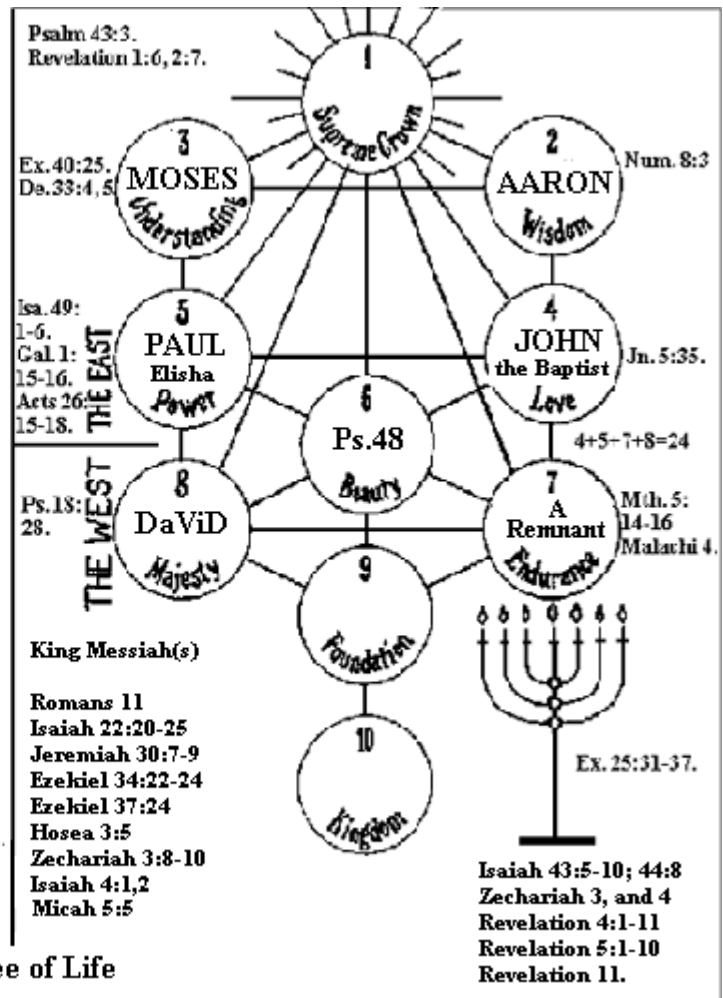 Psalm 43:3.
Revelation 1:6, 2:7.
1
Supreme Crown
3
MOSES
Understanding
2
AARON
Wisdom
Ex. 40:25.
De. 33:4, 5
Num. 8:3
Isa. 49:
1-6.
Gal. 1:
15-16.
Acts 26:
15-18.
THE EAST
5
PAUL
Elisha
Power
4
JOHN
the Baptist
Love
Jn. 5:35.
6
Ps.48
Beauty
4+5+7+8=24
THE WEST
Ps.18:
28.
8
DaViD
Majesty
7
A
Remnant
Endurance
Mth. 5:
14-16
Malachi 4.
9
Foundation
10
Kingdom
King Messiah(s)
Romans 11
Isaiah 22:20-25
Jeremiah 30:7-9
Ezekiel 34:22-24
Ezekiel 37:24
Hosea 3:5
Zechariah 3:8-10
Isaiah 4:1,2
Micah 5:5
Ex. 25:31-37.
Isaiah 43:5-10; 44:8
Zechariah 3, and 4
Revelation 4:1-11
Revelation 5:1-10
Revelation 11.
ee of Life